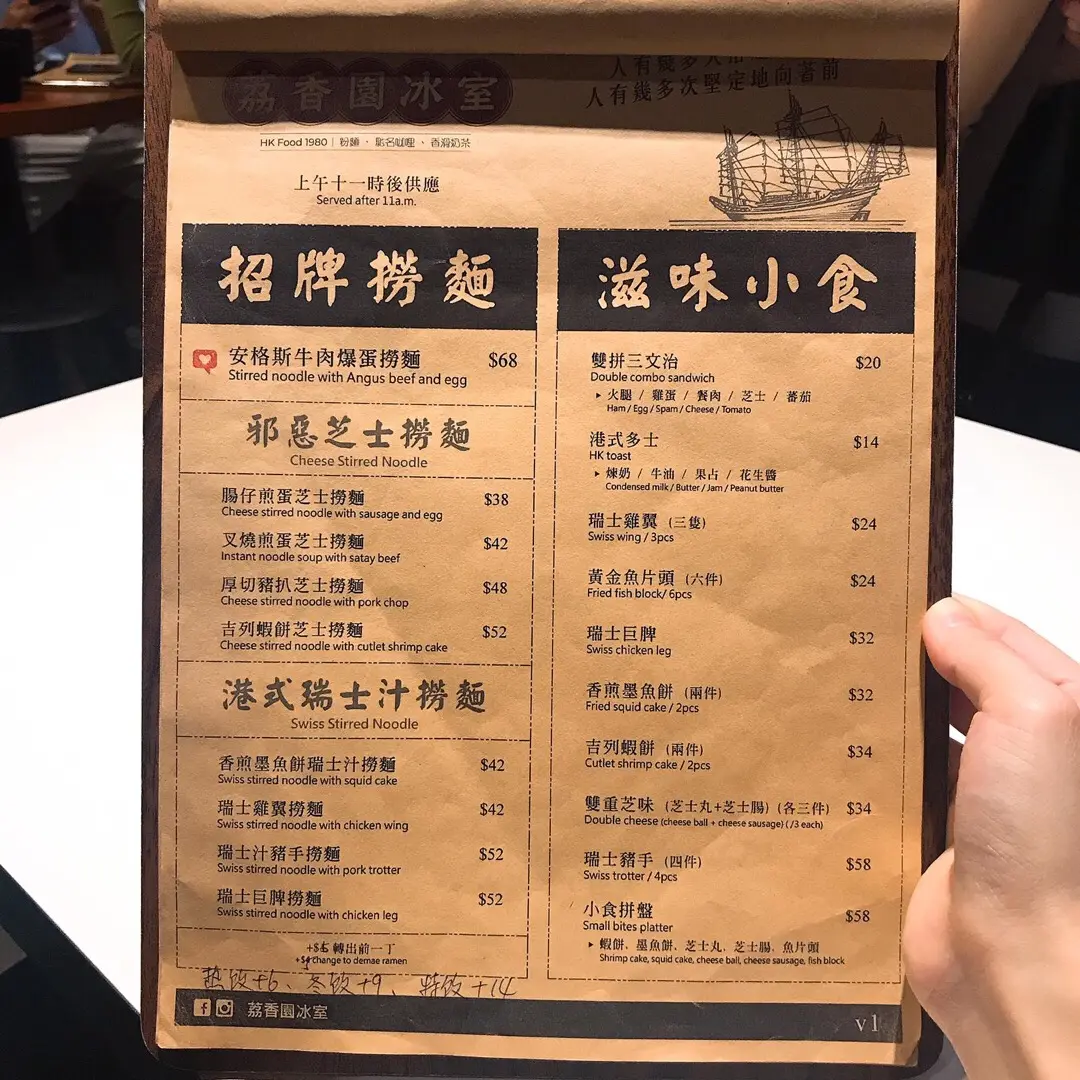 荔香園冰室
人有幾多次堅定地向著前
HK Food 1980 | 粉麵 · 馳名咖喱 、 香滑奶茶
上午十一時後供應
Served after 11a.m.
招牌撈麵
安格斯牛肉爆蛋撈麵 $68
Stirred noodle with Angus beef and egg
邪惡芝士撈麵
Cheese Stirred Noodle
腸仔煎蛋芝士撈麵 $38
Cheese stirred noodle with sausage and egg
叉燒煎蛋芝士撈麵 $42
Instant noodle soup with satay beef
厚切豬扒芝士撈麵 $48
Cheese stirred noodle with pork chop
吉列蝦餅芝士撈麵 $52
Cheese stirred noodle with cutlet shrimp cake
港式瑞士汁撈麵
Swiss Stirred Noodle
香煎墨魚餅瑞士汁撈麵 $42
Swiss stirred noodle with squid cake
瑞士雞翼撈麵 $42
Swiss stirred noodle with chicken wing
瑞士汁豬手撈麵 $52
Swiss stirred noodle with pork trotter
瑞士巨髀撈麵 $52
Swiss stirred noodle with chicken leg
轉出前一丁
change to demae ramen
熱飲+6、冬飲+9、特飲+14
滋味小食
雙拼三文治 $20
Double combo sandwich
▸ 火腿 / 雞蛋 / 餐肉 / 芝士 / 蕃茄
Ham / Egg / Spam / Cheese / Tomato
港式多士 $14
HK toast
▸ 煉奶 / 牛油 / 果占 / 花生醬
Condensed milk / Butter / Jam / Peanut butter
瑞士雞翼 (三隻) $24
Swiss wing / 3pcs
黃金魚片頭 (六件) $24
Fried fish block/ 6pcs
瑞士巨髀 $32
Swiss chicken leg
香煎墨魚餅 (兩件) $32
Fried squid cake / 2pcs
吉列蝦餅 (兩件) $34
Cutlet shrimp cake / 2pcs
雙重芝味 (芝士丸+芝士腸) (各三件) $34
Double cheese (cheese ball + cheese sausage) (/3 each)
瑞士豬手 (四件) $58
Swiss trotter / 4pcs
小食拼盤 $58
Small bites platter
▸ 蝦餅、墨魚餅、芝士丸、芝士腸、魚片頭
Shrimp cake, squid cake, cheese ball, cheese sausage, fish block
荔香園冰室
v1